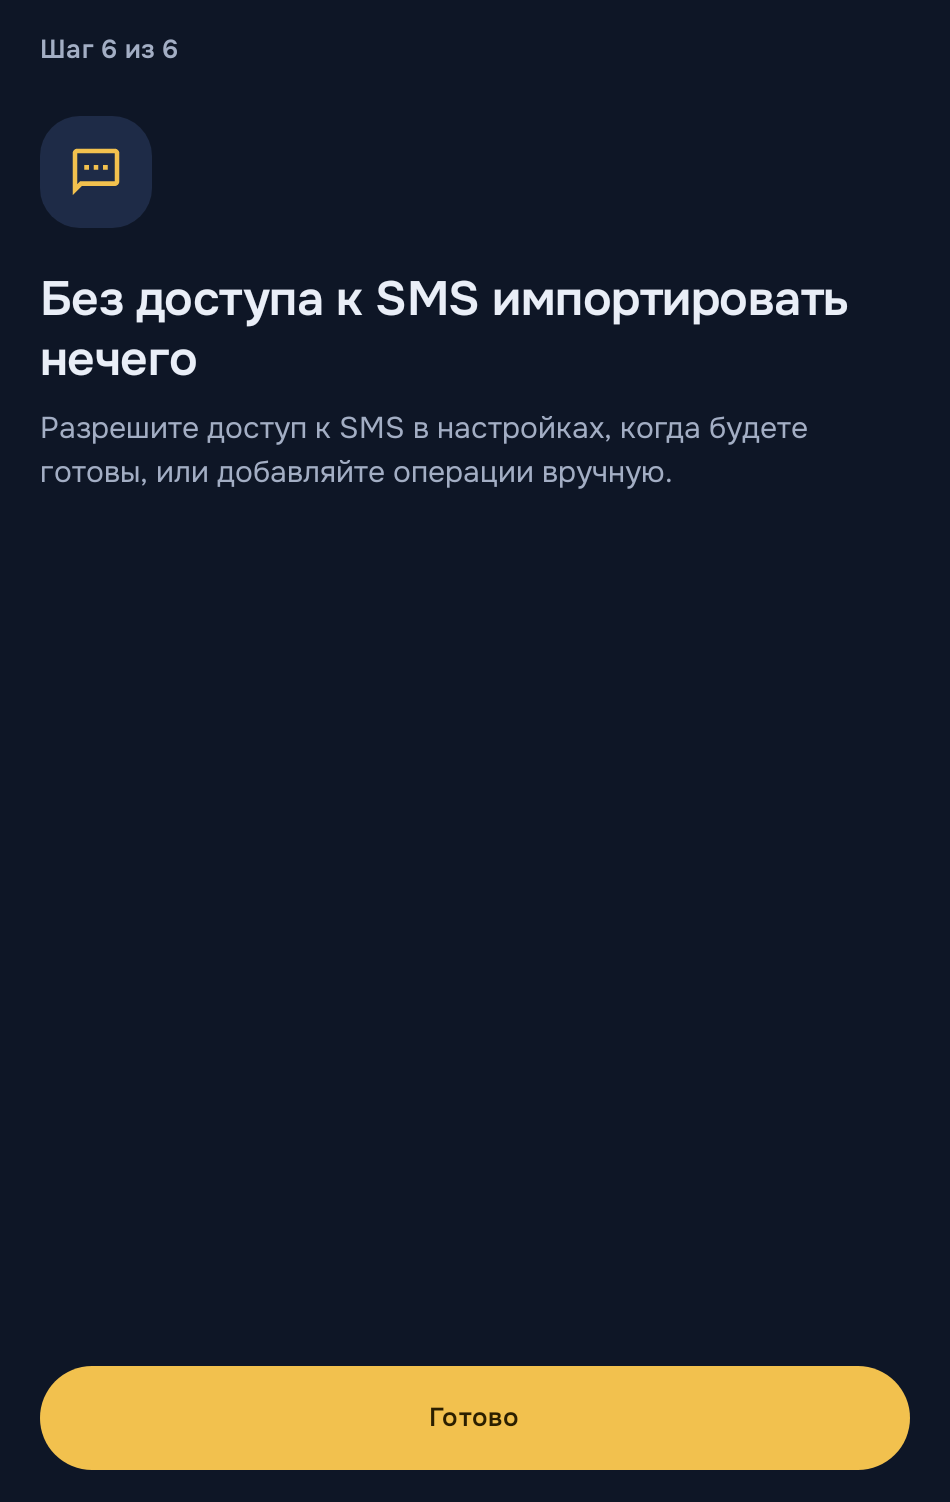 Шаг 6 из 6
Без доступа к SMS импортировать
нечего
Разрешите доступ к SMS в настройках, когда будете
готовы, или добавляйте операции вручную.
Готово